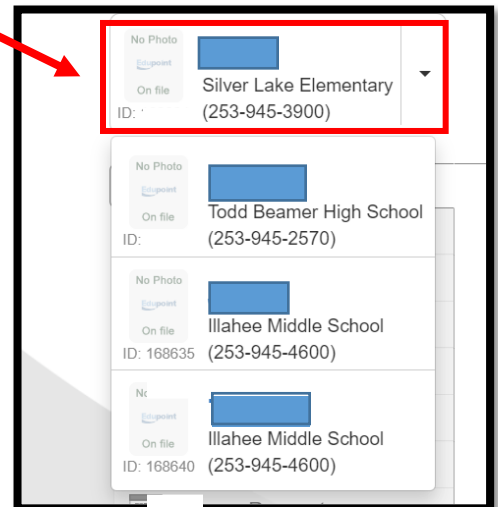 No Photo
Edupoint
On file
Silver Lake Elementary
ID:
(253-945-3900)
No Photo
Edupoint
On file
Todd Beamer High School
ID:
(253-945-2570)
No Photo
Edupoint
On file
Illahee Middle School
ID: 168635 (253-945-4600)
Edupoint
On file
Illahee Middle School
ID: 168640 (253-945-4600)